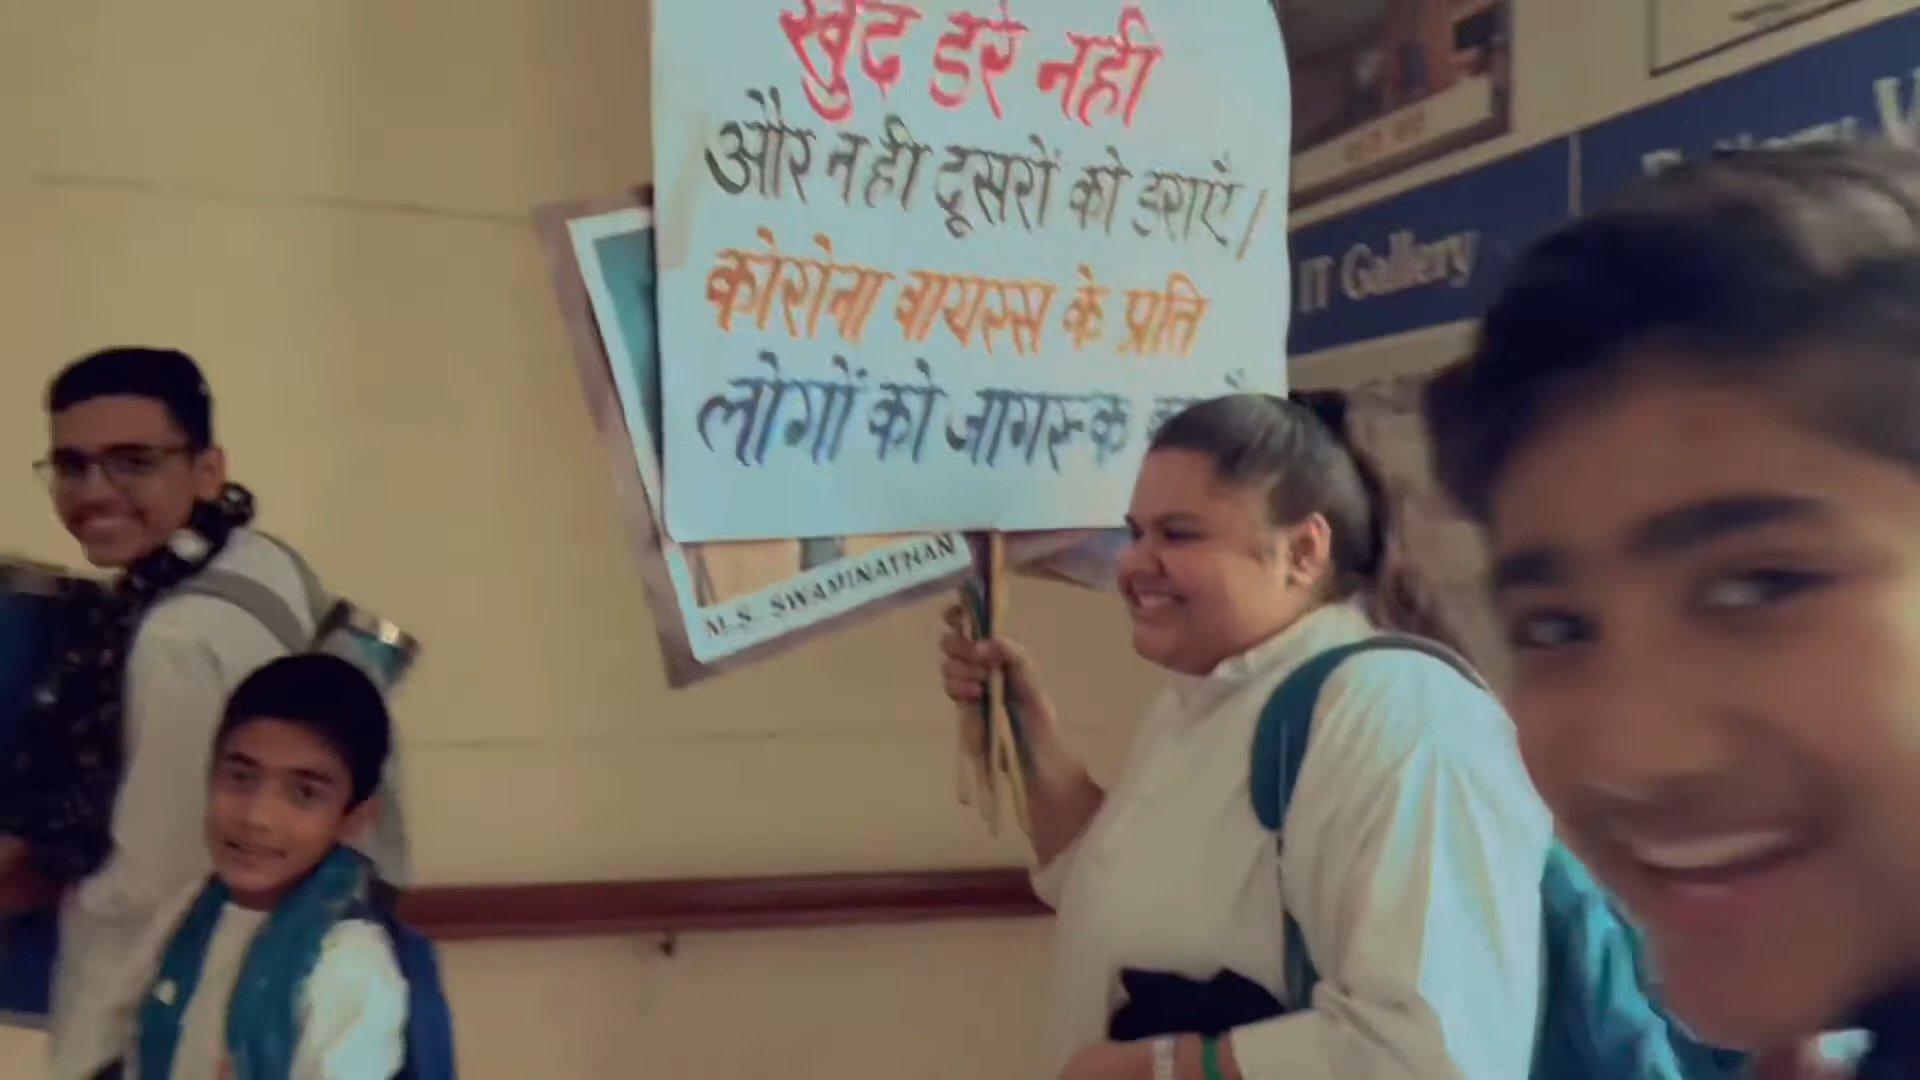 खुद डरे नही
और न ही दूसरों को डराएं।
कोरोना वायरस के प्रति
लोगों को जागरूक
M.S. SWAMINATHAN
IT Gallery